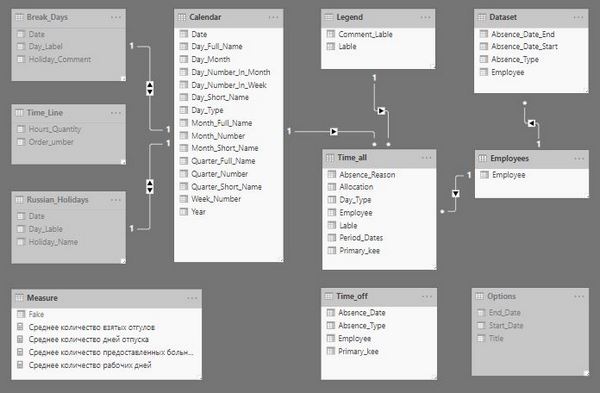 Break_Days
Date
Day_Label
Holiday_Comment
Time_Line
Hours_Quantity
Order_umber
Russian_Holidays
Date
Day_Lable
Holiday_Name
Calendar
Date
Day_Full_Name
Day_Month
Day_Number_In_Month
Day_Number_In_Week
Day_Short_Name
Day_Type
Month_Full_Name
Month_Number
Month_Short_Name
Quarter_Full_Name
Quarter_Number
Quarter_Short_Name
Week_Number
Year
Legend
Comment_Lable
Lable
Dataset
Absence_Date_End
Absence_Date_Start
Absence_Type
Employee
Time_all
Absence_Reason
Allocation
Day_Type
Employee
Lable
Period_Dates
Primary_kee
Employees
Employee
Measure
Fake
Среднее количество взятых отгулов
Среднее количество дней отпуска
Среднее количество предоставленных больн...
Среднее количество рабочих дней
Time_off
Absence_Date
Absence_Type
Employee
Primary_kee
Options
End_Date
Start_Date
Title
1
1
1
1
1
1
1
1